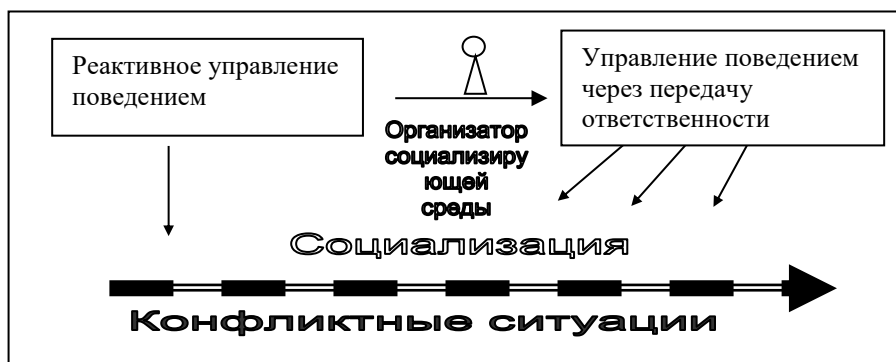 Реактивное управление
поведением
Управление поведением
через передачу
ответственности
Организатор
социализиру
ющей
среды
Социализация
Конфликтные ситуации